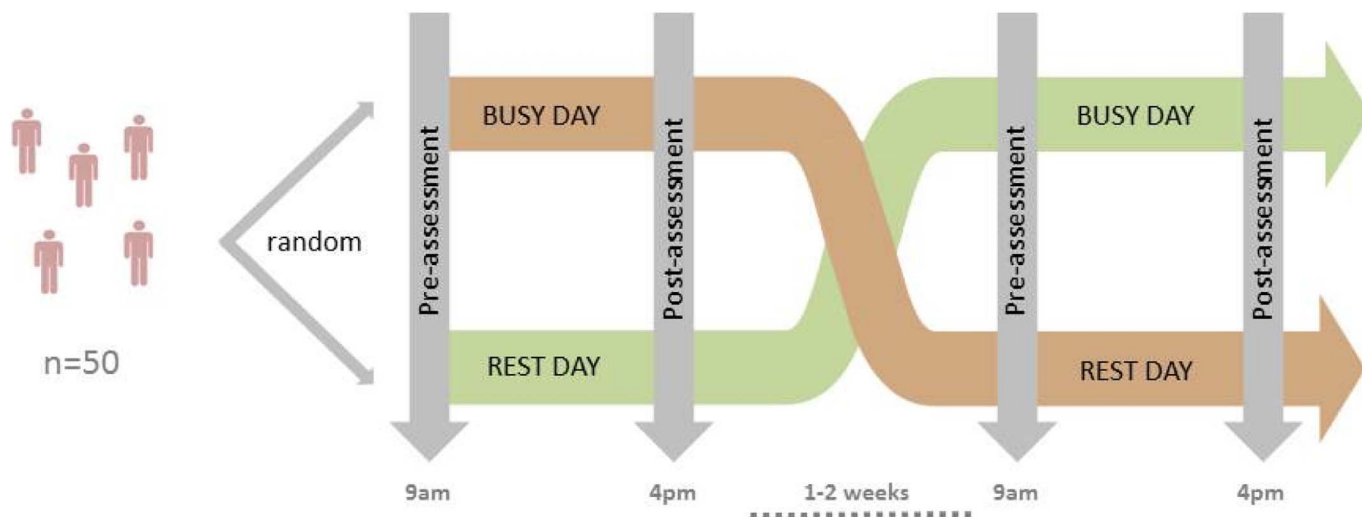 n=50
random
Pre-assessment
BUSY DAY
REST DAY
Post-assessment
Pre-assessment
BUSY DAY
REST DAY
Post-assessment
9am
4pm
1-2 weeks
9am
4pm